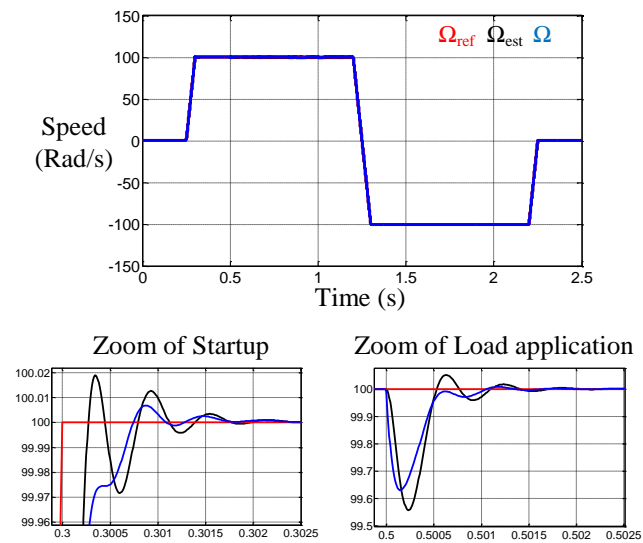 150
Ω_ref Ω_est Ω
100
50
Speed
(Rad/s)
0
-50
-100
-150
0 0.5 1 1.5 2 2.5
Time (s)
Zoom of Startup
100.02
100.01
100
99.99
99.98
99.97
99.96
0.3 0.3005 0.301 0.3015 0.302 0.3025
Zoom of Load application
100
99.9
99.8
99.7
99.6
99.5
0.5 0.5005 0.501 0.5015 0.502 0.5025